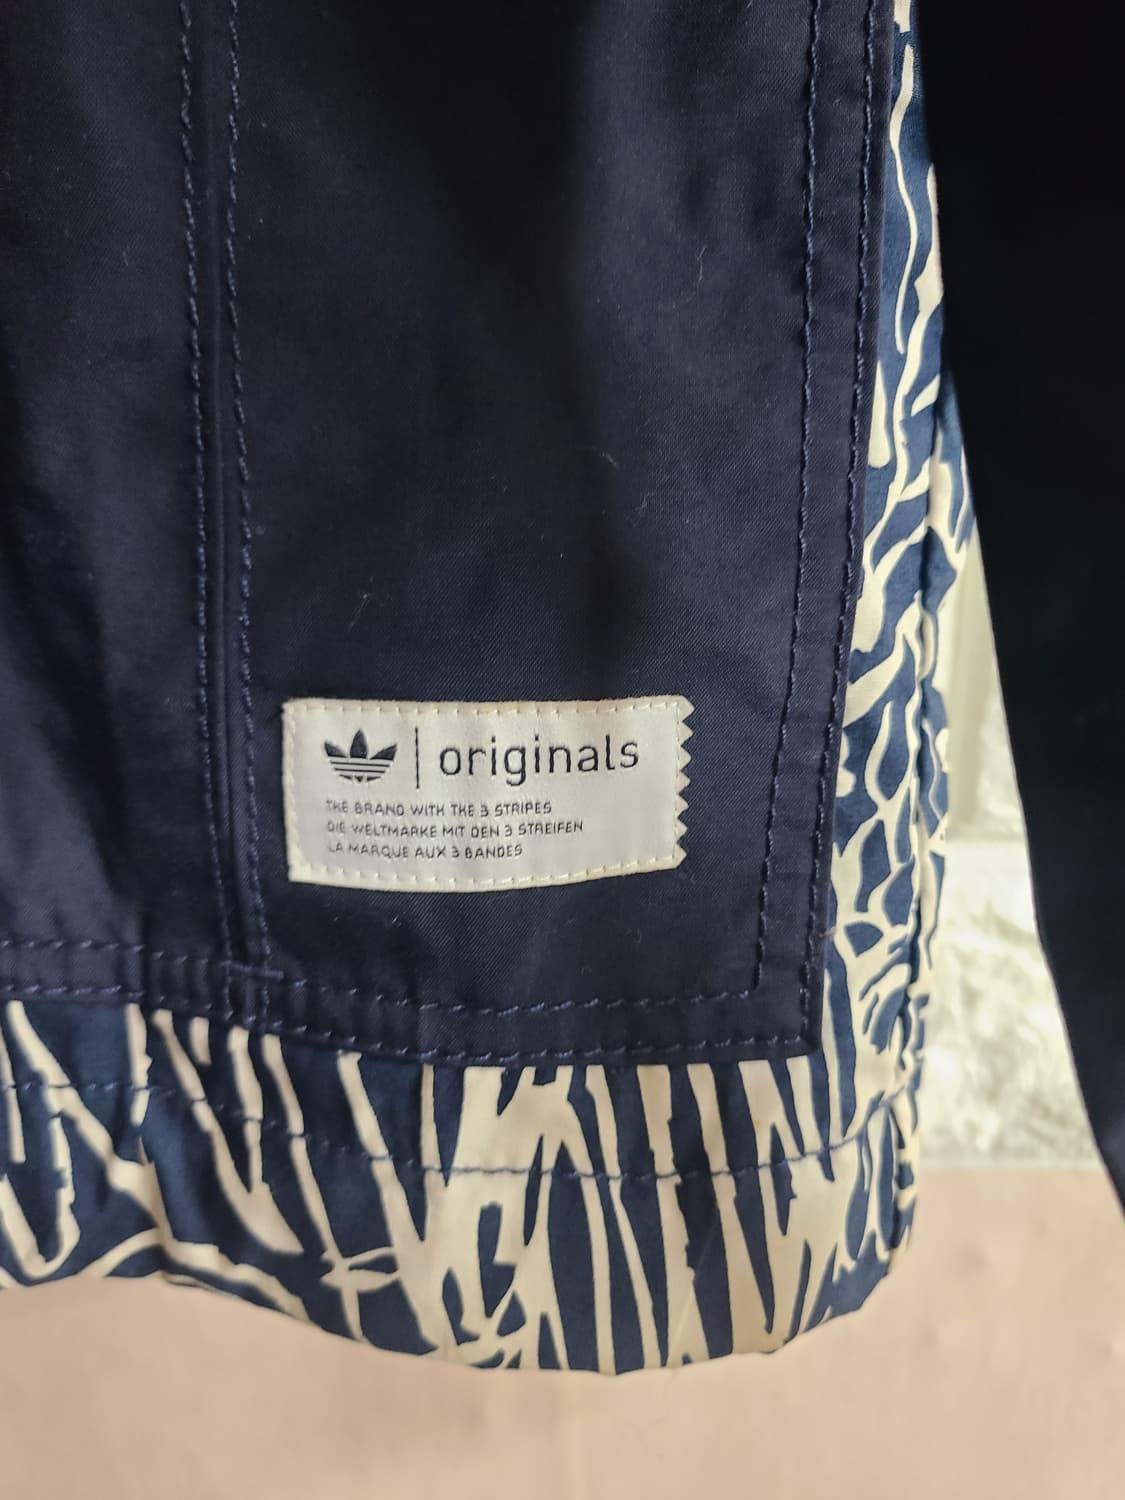 originals
THE BRAND WITH THE 3 STRIPES
DIE WELTMARKE MIT DEN 3 STREIFEN
LA MARQUE AUX 3 BANDES